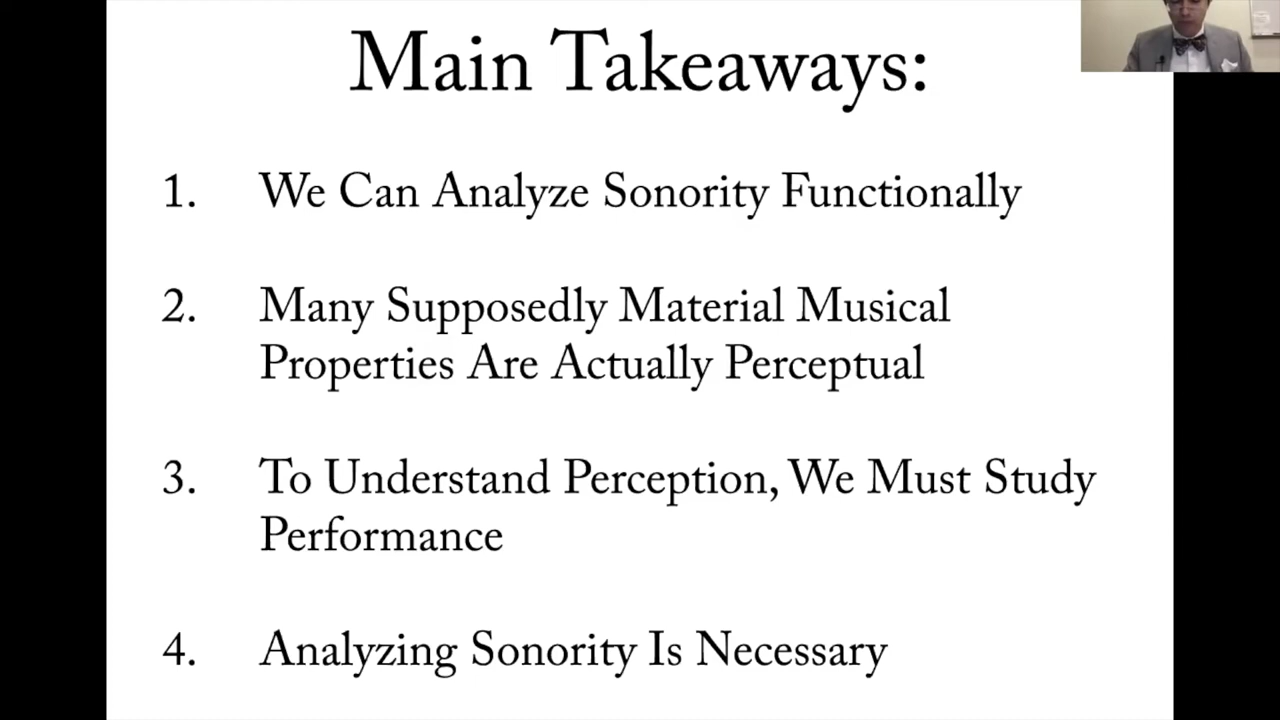 Main Takeaways:
1. We Can Analyze Sonority Functionally
2. Many Supposedly Material Musical
Properties Are Actually Perceptual
3. To Understand Perception, We Must Study
Performance
4. Analyzing Sonority Is Necessary